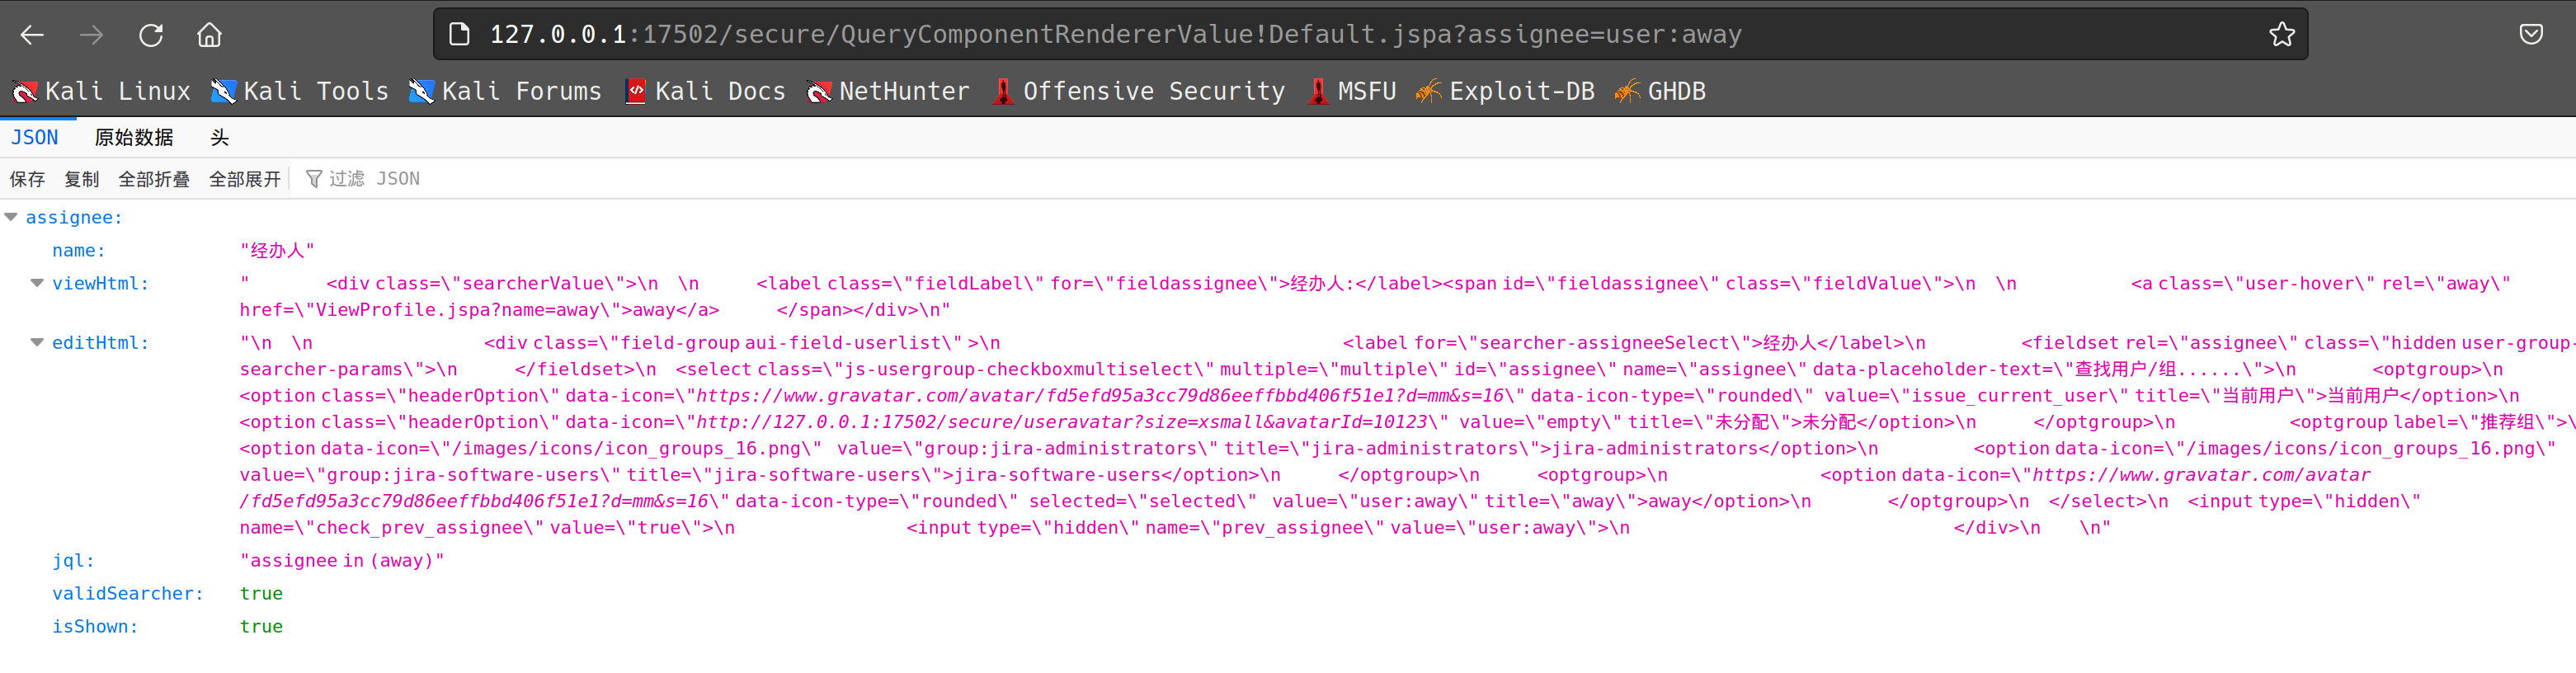 127.0.0.1:17502/secure/QueryComponentRendererValue!Default.jspa?assignee=user:away
Kali Linux Kali Tools Kali Forums Kali Docs NetHunter Offensive Security MSFU Exploit-DB GHDB
JSON 原始数据 头
保存 复制 全部折叠 全部展开 过滤 JSON
assignee:
name: "经办人"
viewHtml: " <div class=\"searcherValue\">\n \n <label class=\"fieldLabel\" for=\"fieldassignee\">经办人:</label><span id=\"fieldassignee\" class=\"fieldValue\">\n \n <a class=\"user-hover\" rel=\"away\"
href=\"ViewProfile.jspa?name=away\">away</a> </span></div>\n"
editHtml: "\n \n <div class=\"field-group aui-field-userlist\" >\n <label for=\"searcher-assigneeSelect\">经办人</label>\n <fieldset rel=\"assignee\" class=\"hidden user-group-
searcher-params\">\n </fieldset>\n <select class=\"js-usergroup-checkboxmultiselect\" multiple=\"multiple\" id=\"assignee\" name=\"assignee\" data-placeholder-text=\"查找用户/组......\">\n <optgroup>\n
<option class=\"headerOption\" data-icon=\"https://www.gravatar.com/avatar/fd5efd95a3cc79d86eeffbbd406f51e1?d=mm&s=16\" data-icon-type=\"rounded\" value=\"issue_current_user\" title=\"当前用户\">当前用户</option>\n
<option class=\"headerOption\" data-icon=\"http://127.0.0.1:17502/secure/useravatar?size=xsmall&avatarId=10123\" value=\"empty\" title=\"未分配\">未分配</option>\n </optgroup>\n <optgroup label=\"推荐组\">\
<option data-icon=\"/images/icons/icon_groups_16.png\" value=\"group:jira-administrators\" title=\"jira-administrators\">jira-administrators</option>\n <option data-icon=\"/images/icons/icon_groups_16.png\"
value=\"group:jira-software-users\" title=\"jira-software-users\">jira-software-users</option>\n </optgroup>\n <optgroup>\n <option data-icon=\"https://www.gravatar.com/avatar
/fd5efd95a3cc79d86eeffbbd406f51e1?d=mm&s=16\" data-icon-type=\"rounded\" selected=\"selected\" value=\"user:away\" title=\"away\">away</option>\n </optgroup>\n </select>\n <input type=\"hidden\"
name=\"check_prev_assignee\" value=\"true\">\n <input type=\"hidden\" name=\"prev_assignee\" value=\"user:away\">\n </div>\n \n"
jql: "assignee in (away)"
validSearcher: true
isShown: true